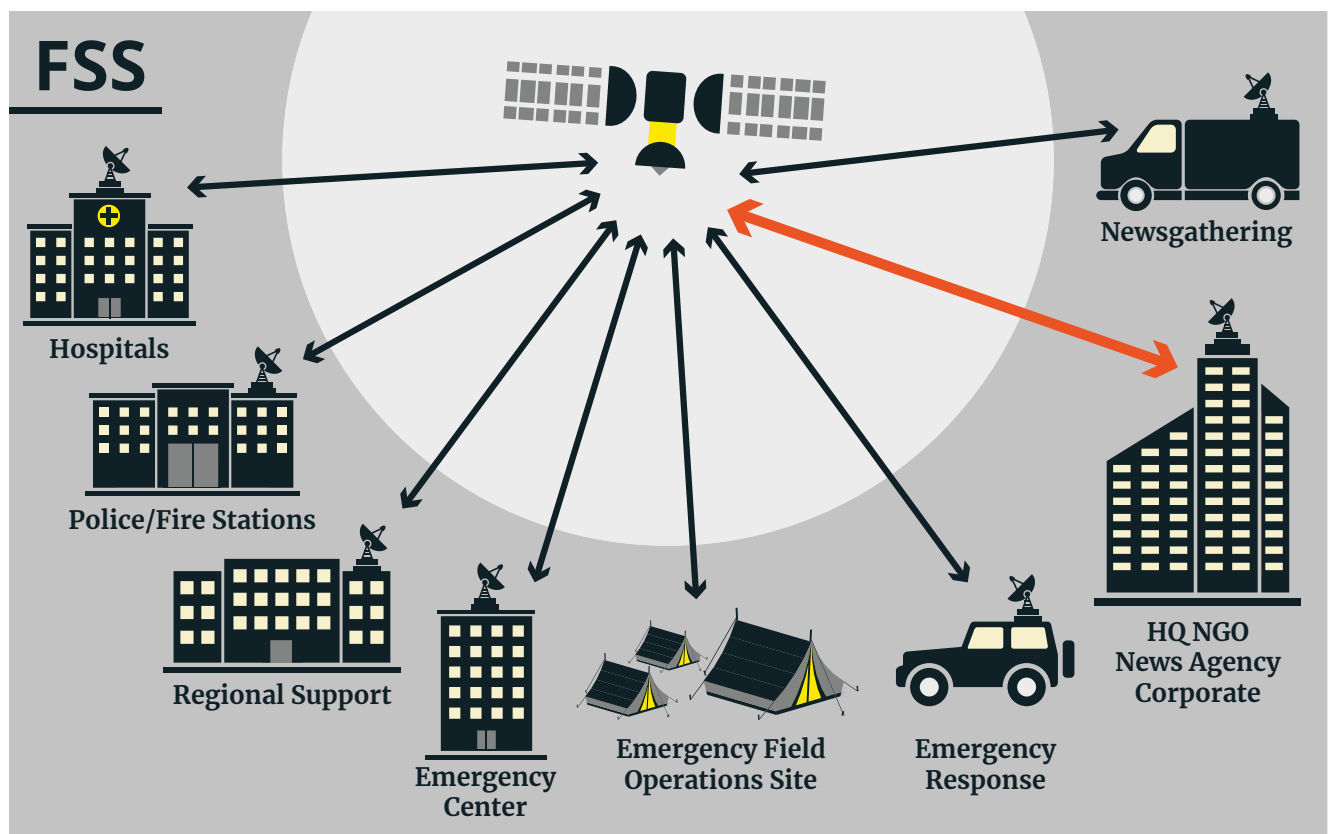 FSS
Newsgathering
Hospitals
Police/Fire Stations
HQ NGO
News Agency
Corporate
Regional Support
Emergency Field
Operations Site
Emergency
Response
Emergency
Center